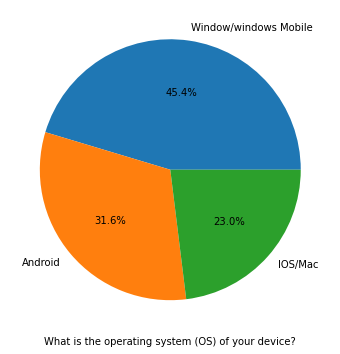 Window/windows Mobile
45.4%
31.6%
23.0%
Android
IOS/Mac
What is the operating system (OS) of your device?